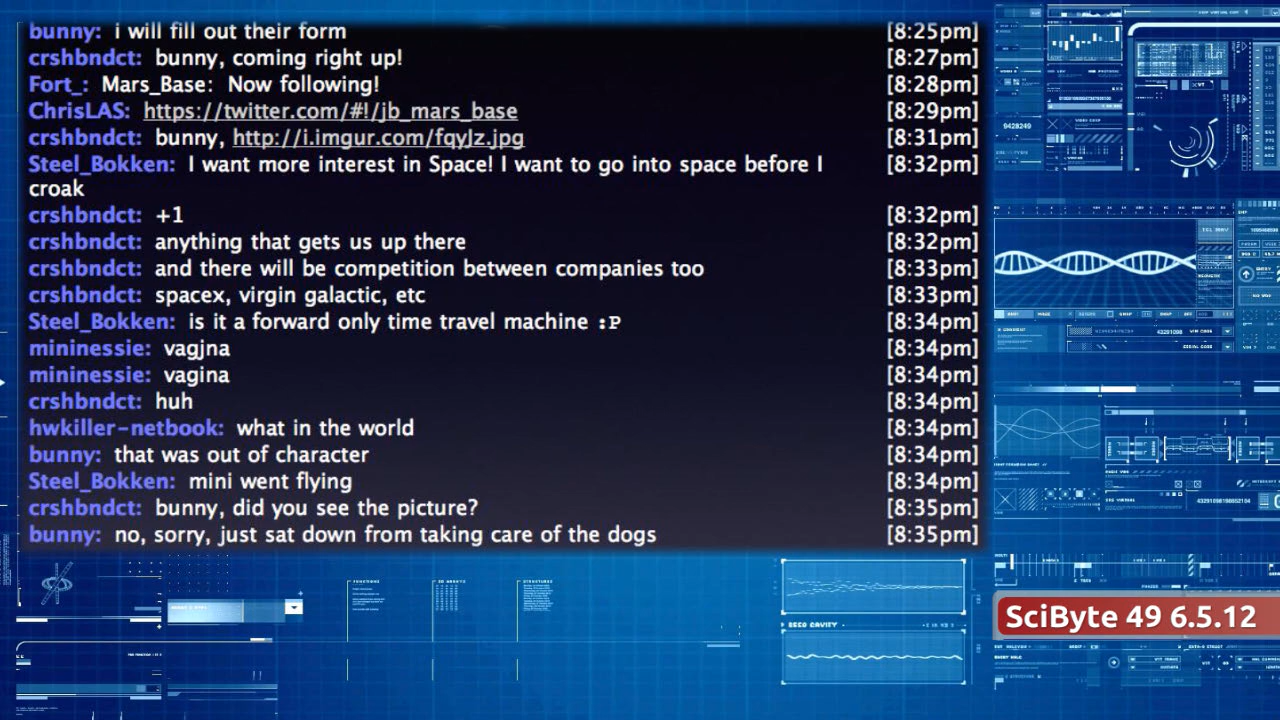 bunny: i will fill out their form [8:25pm]
crshbndct: bunny, coming right up! [8:27pm]
Fort_: Mars_Base: Now following! [8:28pm]
ChrisLAS: https://twitter.com/#!/jb_mars_base [8:29pm]
crshbndct: bunny, http://i.imgur.com/fqyJz.jpg [8:31pm]
Steel_Bokken: I want more interest in Space! I want to go into space before I [8:32pm]
croak
crshbndct: +1 [8:32pm]
crshbndct: anything that gets us up there [8:32pm]
crshbndct: and there will be competition between companies too [8:33pm]
crshbndct: spacex, virgin galactic, etc [8:33pm]
Steel_Bokken: is it a forward only time travel machine :P [8:34pm]
mininessie: vagjna [8:34pm]
mininessie: vagina [8:34pm]
crshbndct: huh [8:34pm]
hwkiller-netbook: what in the world [8:34pm]
bunny: that was out of character [8:34pm]
Steel_Bokken: mini went flying [8:34pm]
crshbndct: bunny, did you see the picture? [8:35pm]
bunny: no, sorry, just sat down from taking care of the dogs [8:35pm]
9428249
SciByte 49 6.5.12